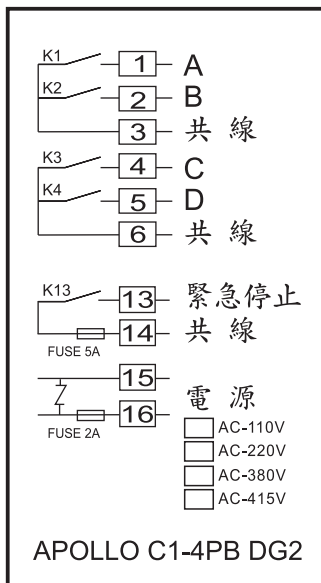 K1 1 A
K2 2 B
3 共線
K3 4 C
K4 5 D
6 共線
K13 13 緊急停止
14 共線
FUSE 5A
15
電源
16
FUSE 2A
AC-110V
AC-220V
AC-380V
AC-415V
APOLLO C1-4PB DG2